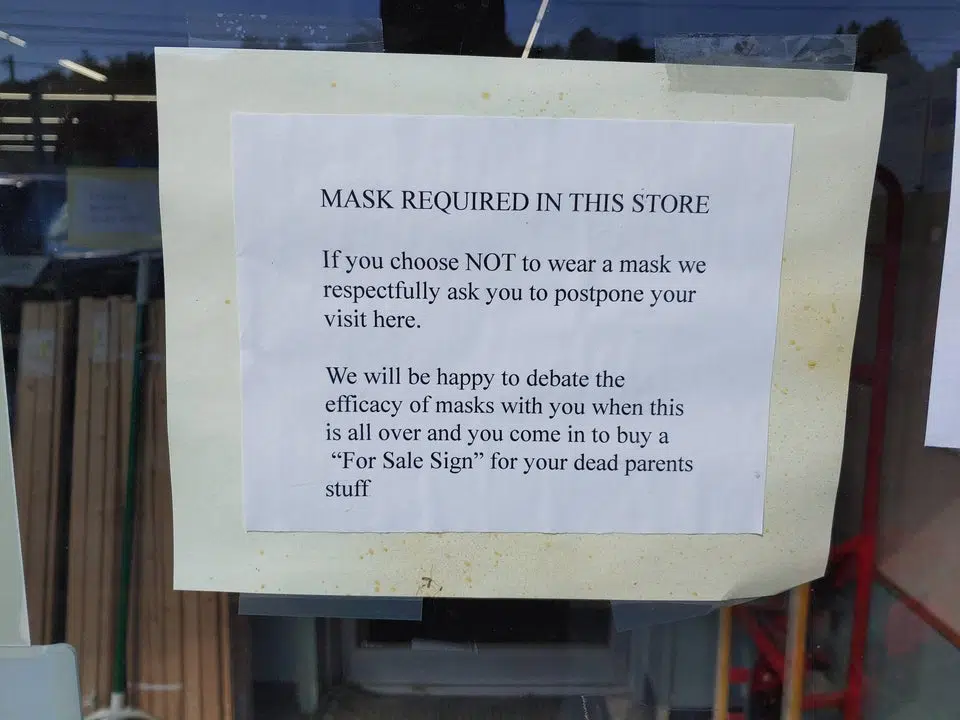 MASK REQUIRED IN THIS STORE
If you choose NOT to wear a mask we
respectfully ask you to postpone your
visit here.
We will be happy to debate the
efficacy of masks with you when this
is all over and you come in to buy a
“For Sale Sign” for your dead parents
stuff